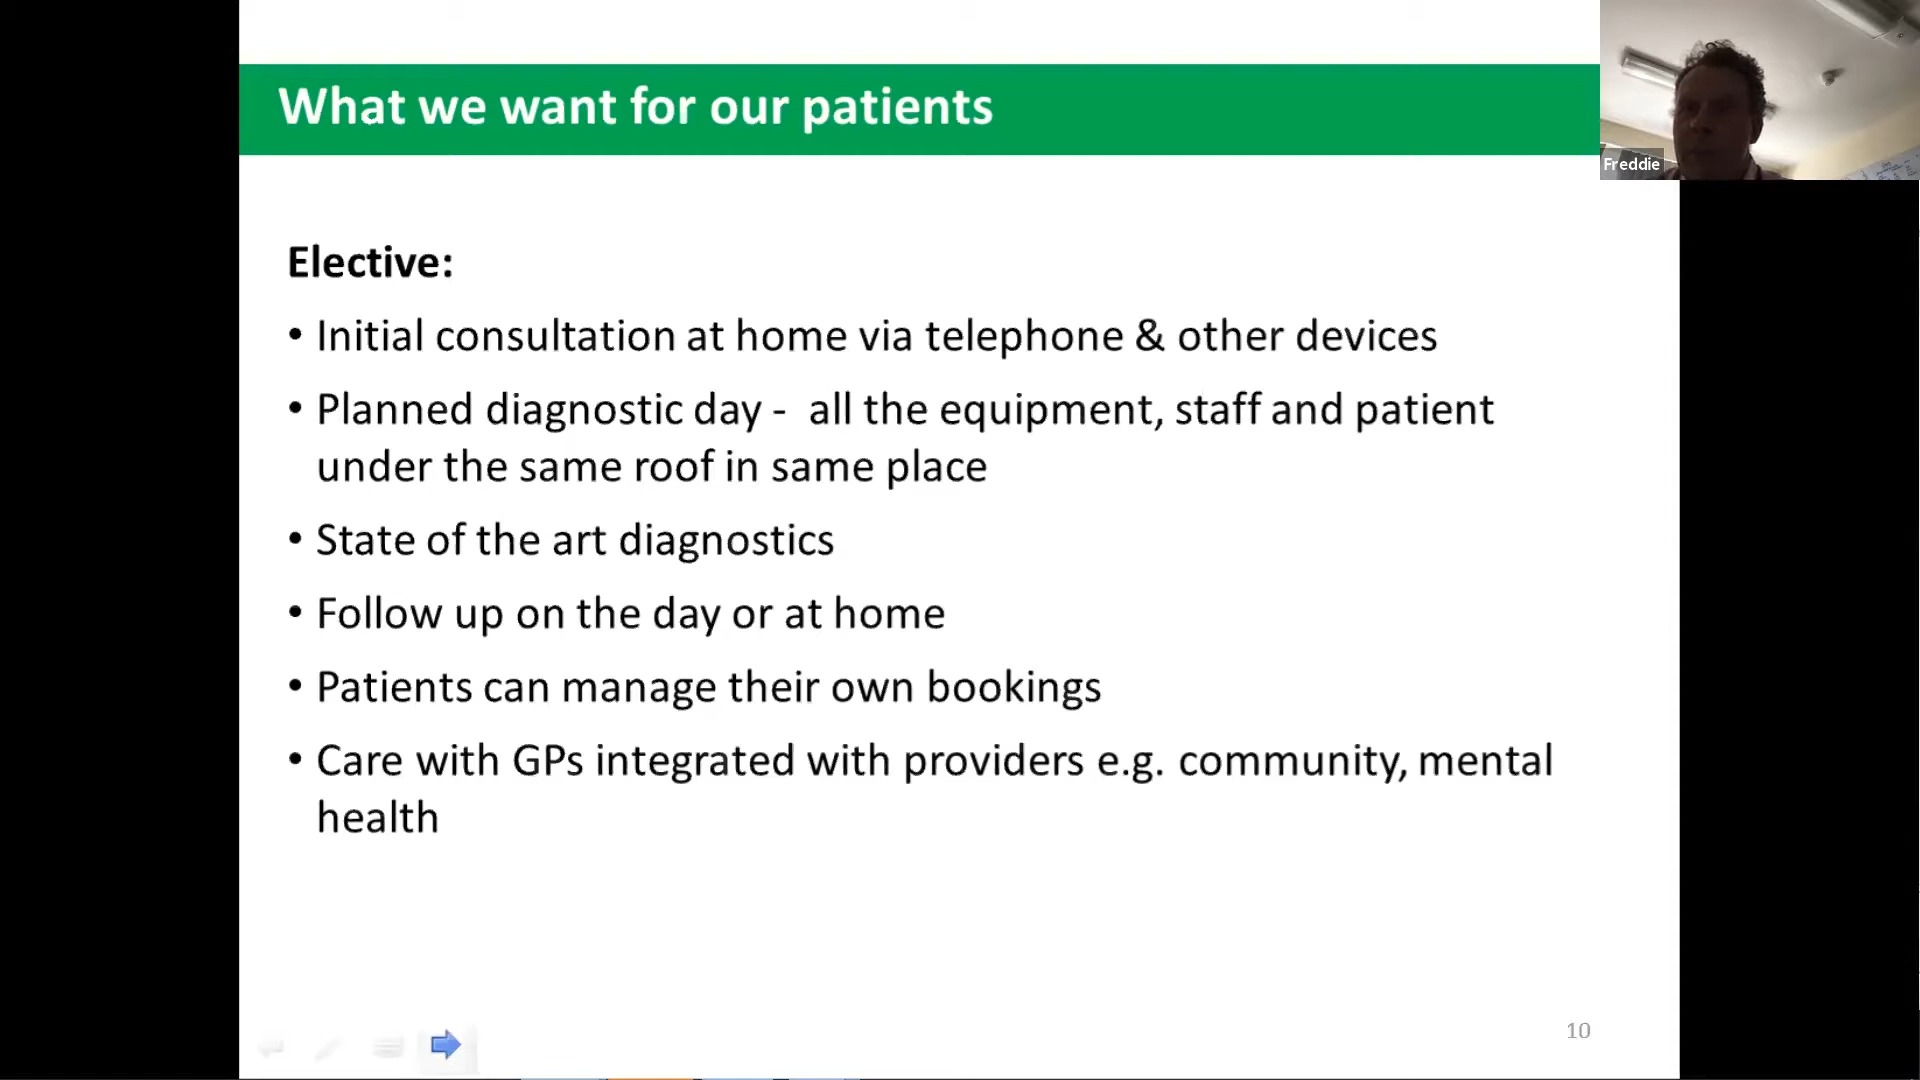 What we want for our patients
Freddie
Elective:
• Initial consultation at home via telephone & other devices
• Planned diagnostic day -  all the equipment, staff and patient
under the same roof in same place
• State of the art diagnostics
• Follow up on the day or at home
• Patients can manage their own bookings
• Care with GPs integrated with providers e.g. community, mental
health
10